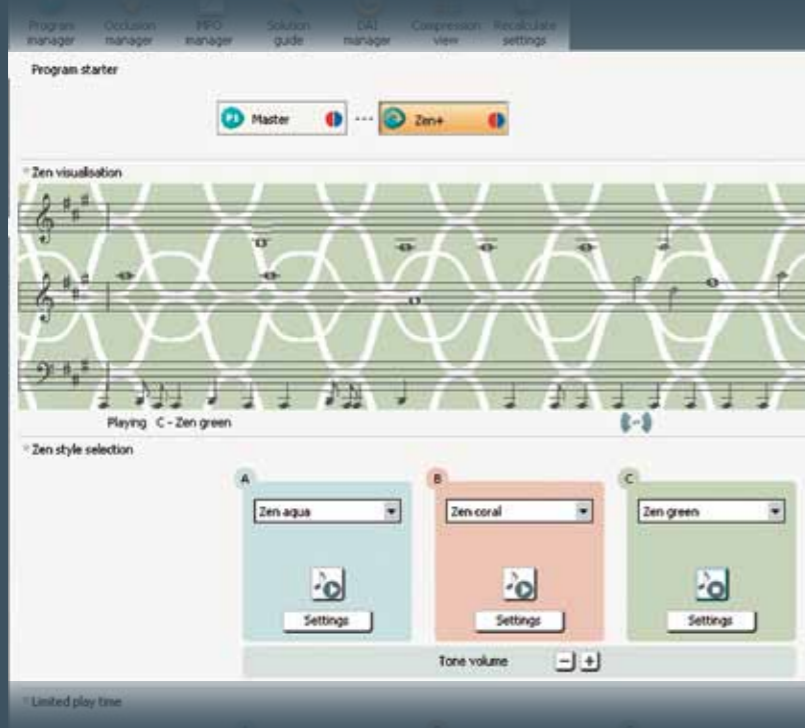 Program manager
Occlusion manager
MPO manager
Solution guide
DAI manager
Compression view
Recalculate settings
Program starter
P1 Master --- Zen+
Zen visualisation
Playing C - Zen green
Zen style selection
A B C
Zen aqua Zen coral Zen green
Settings Settings Settings
Tone volume - +
Limited play time